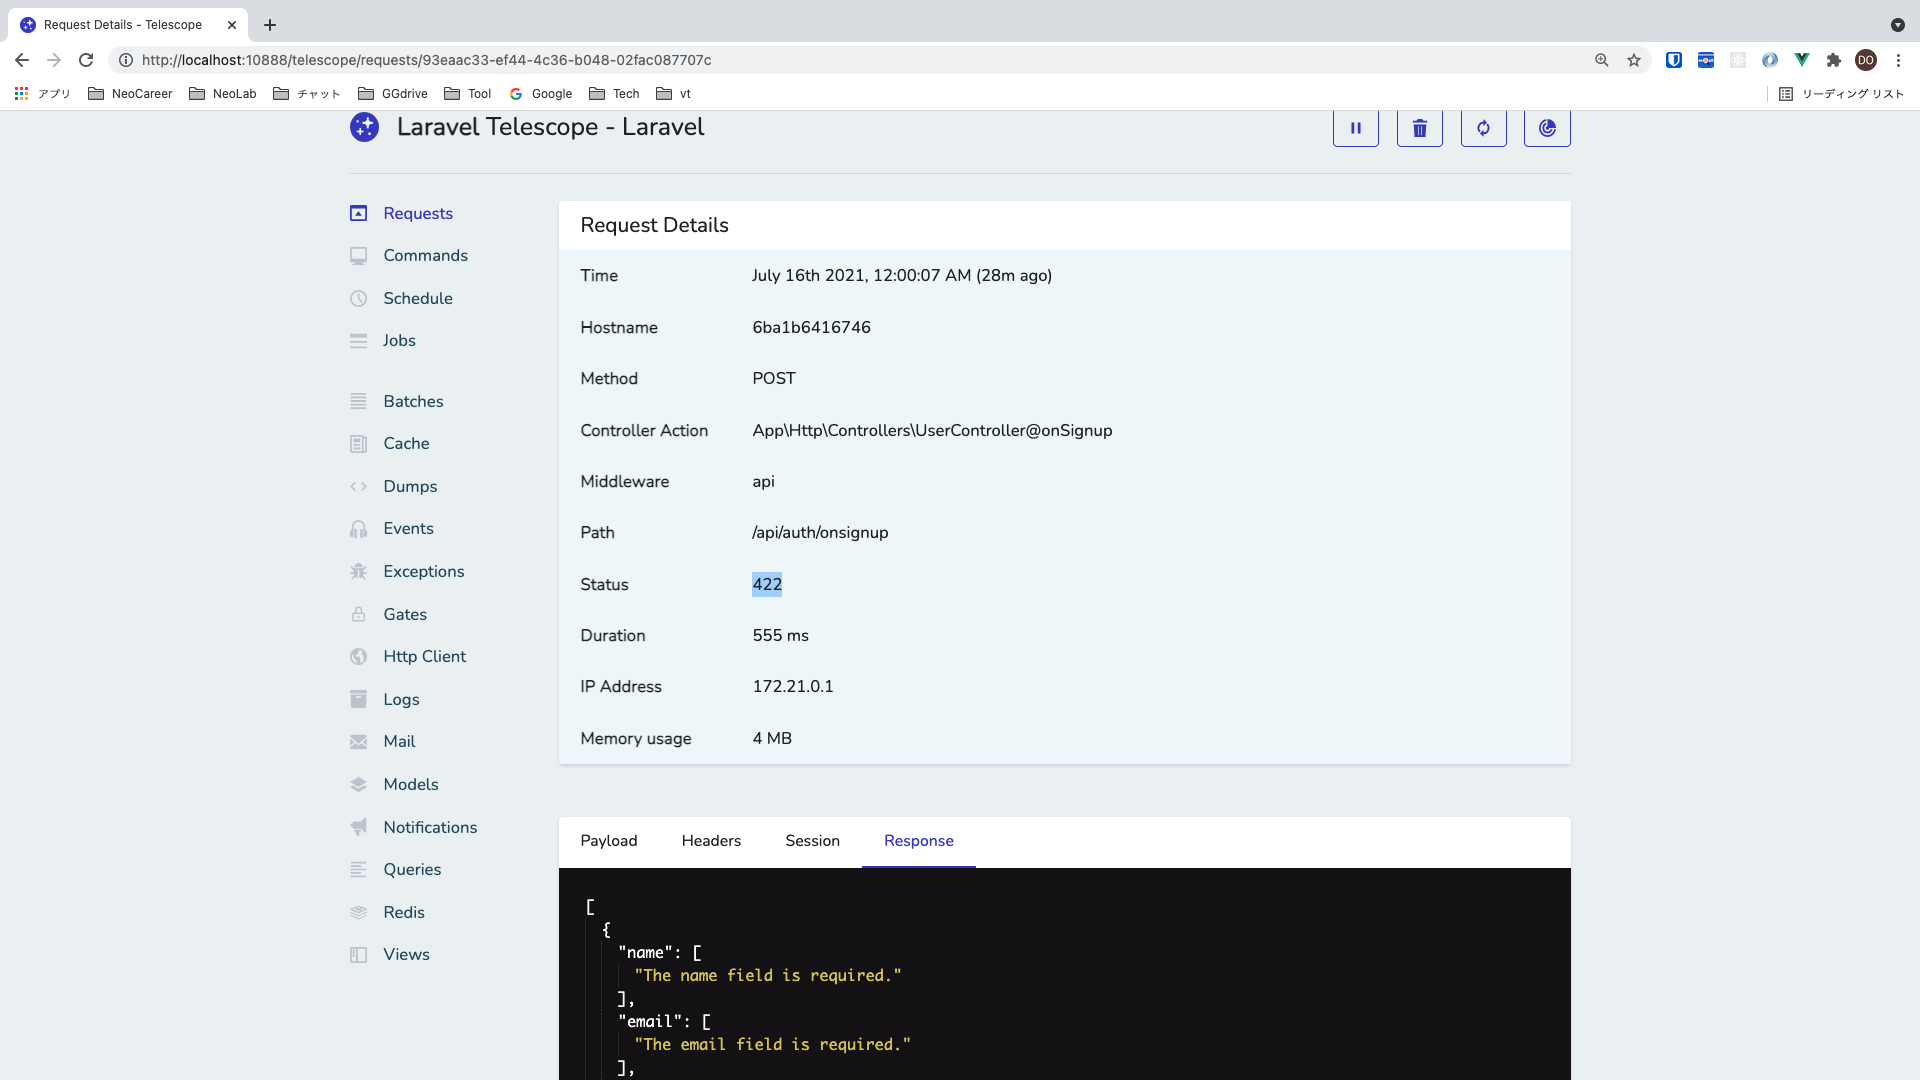 Request Details - Telescope
http://localhost:10888/telescope/requests/93eaac33-ef44-4c36-b048-02fac087707c
DO
アプリ NeoCareer NeoLab チャット GGdrive Tool Google Tech vt リーディング リスト
Laravel Telescope - Laravel
Requests
Commands
Schedule
Jobs
Batches
Cache
Dumps
Events
Exceptions
Gates
Http Client
Logs
Mail
Models
Notifications
Queries
Redis
Views
Request Details
Time July 16th 2021, 12:00:07 AM (28m ago)
Hostname 6ba1b6416746
Method POST
Controller Action App\Http\Controllers\UserController@onSignup
Middleware api
Path /api/auth/onsignup
Status 422
Duration 555 ms
IP Address 172.21.0.1
Memory usage 4 MB
Payload Headers Session Response
[
{
"name": [
"The name field is required."
],
"email": [
"The email field is required."
],